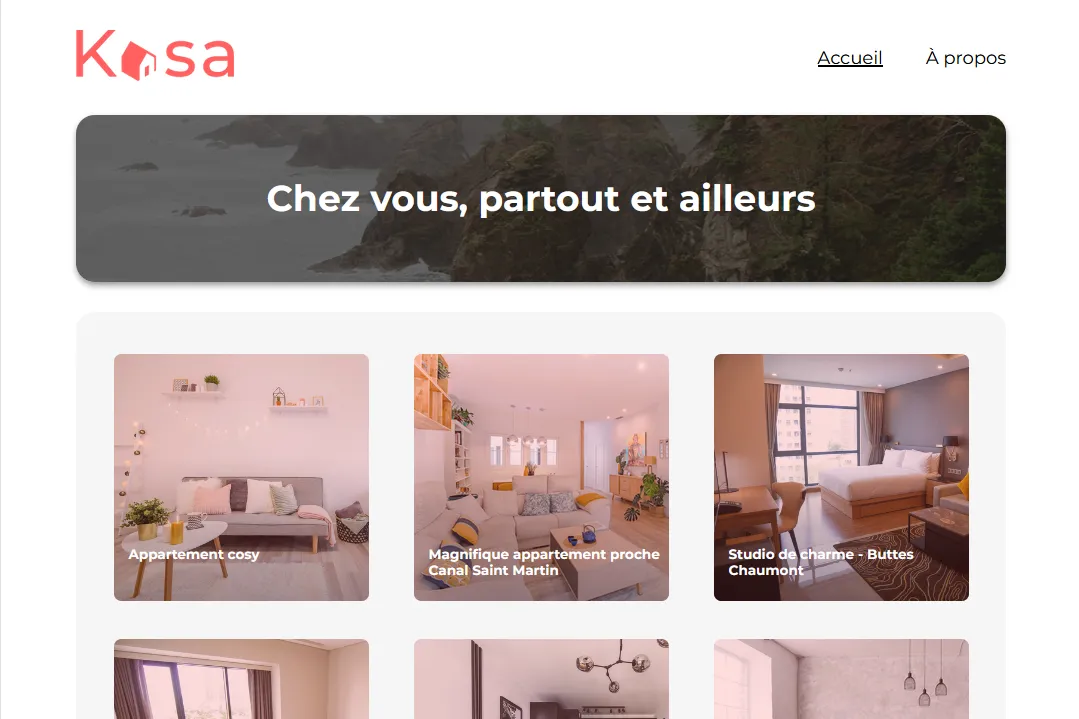 Kasa
Accueil
À propos
Chez vous, partout et ailleurs
Appartement cosy
Magnifique appartement proche
Canal Saint Martin
Studio de charme - Buttes
Chaumont